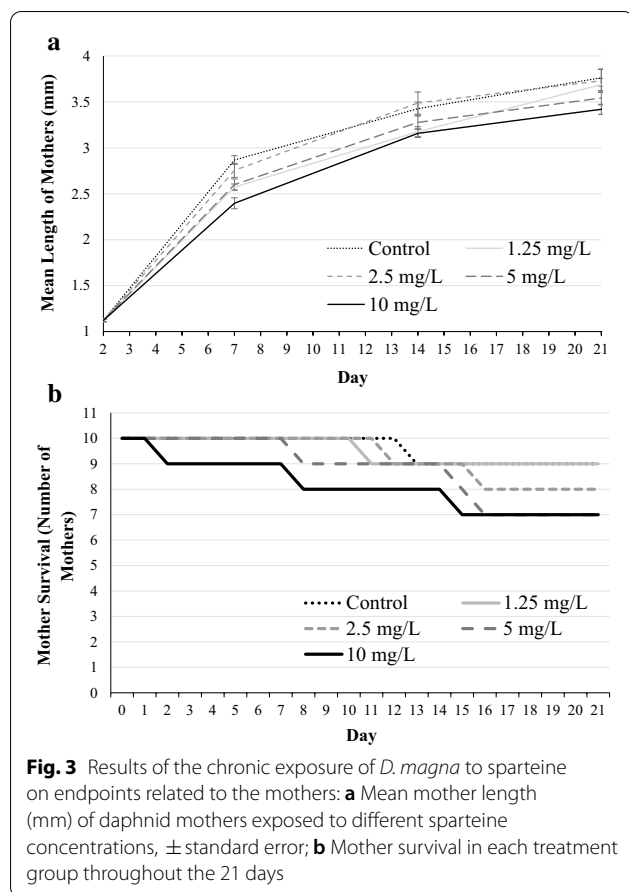 a
4
3.5
3
2.5
2
1.5
1
Mean Length of Mothers (mm)
Control 1.25 mg/L
2.5 mg/L 5 mg/L
10 mg/L
2 3 4 5 6 7 8 9 10 11 12 13 14 15 16 17 18 19 20 21
Day
b
11
10
9
8
7
6
5
4
3
2
1
0
Mother Survival (Number of
Mothers)
Control 1.25 mg/L
2.5 mg/L 5 mg/L
10 mg/L
0 1 2 3 4 5 6 7 8 9 10 11 12 13 14 15 16 17 18 19 20 21
Day
Fig. 3 Results of the chronic exposure of D. magna to sparteine
on endpoints related to the mothers: a Mean mother length
(mm) of daphnid mothers exposed to different sparteine
concentrations, ± standard error; b Mother survival in each treatment
group throughout the 21 days